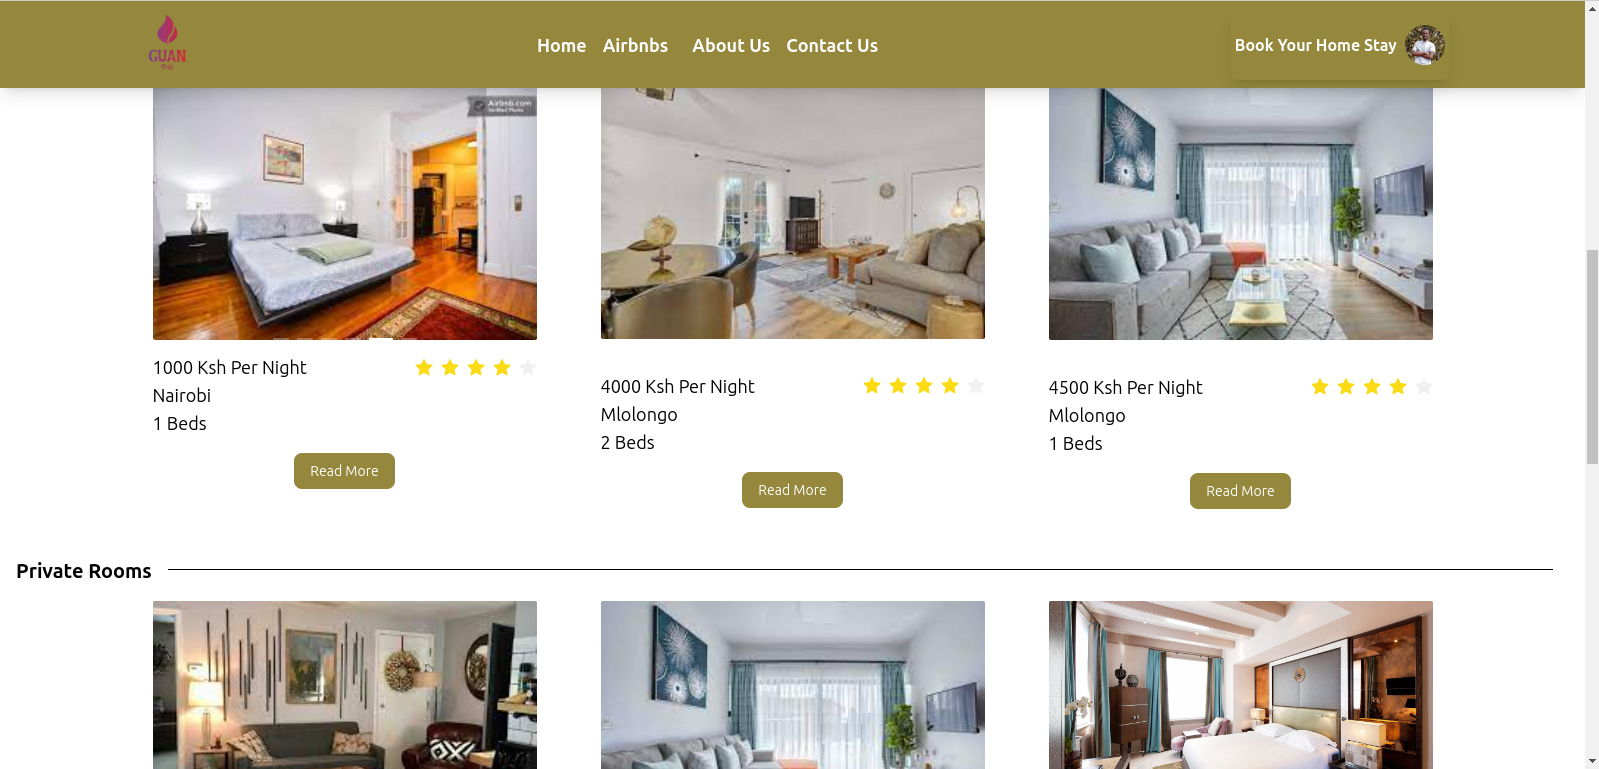 GUAN
Home Airbnbs About Us Contact Us
Book Your Home Stay
Airbnb.com
Verified Photo
1000 Ksh Per Night
Nairobi
1 Beds
Read More
4000 Ksh Per Night
Mlolongo
2 Beds
Read More
4500 Ksh Per Night
Mlolongo
1 Beds
Read More
Private Rooms